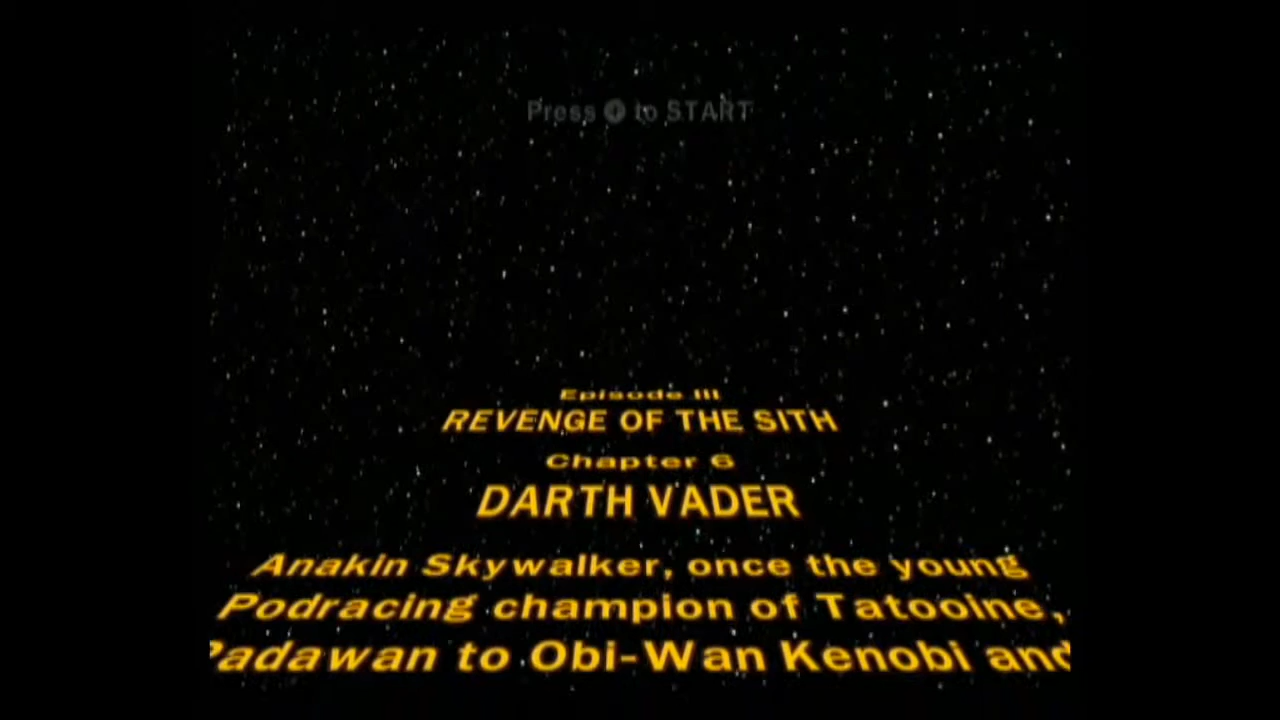 Press to START
Episode III
REVENGE OF THE SITH
Chapter 6
DARTH VADER
Anakin Skywalker, once the young
Podracing champion of Tatooine,
Padawan to Obi-Wan Kenobi and